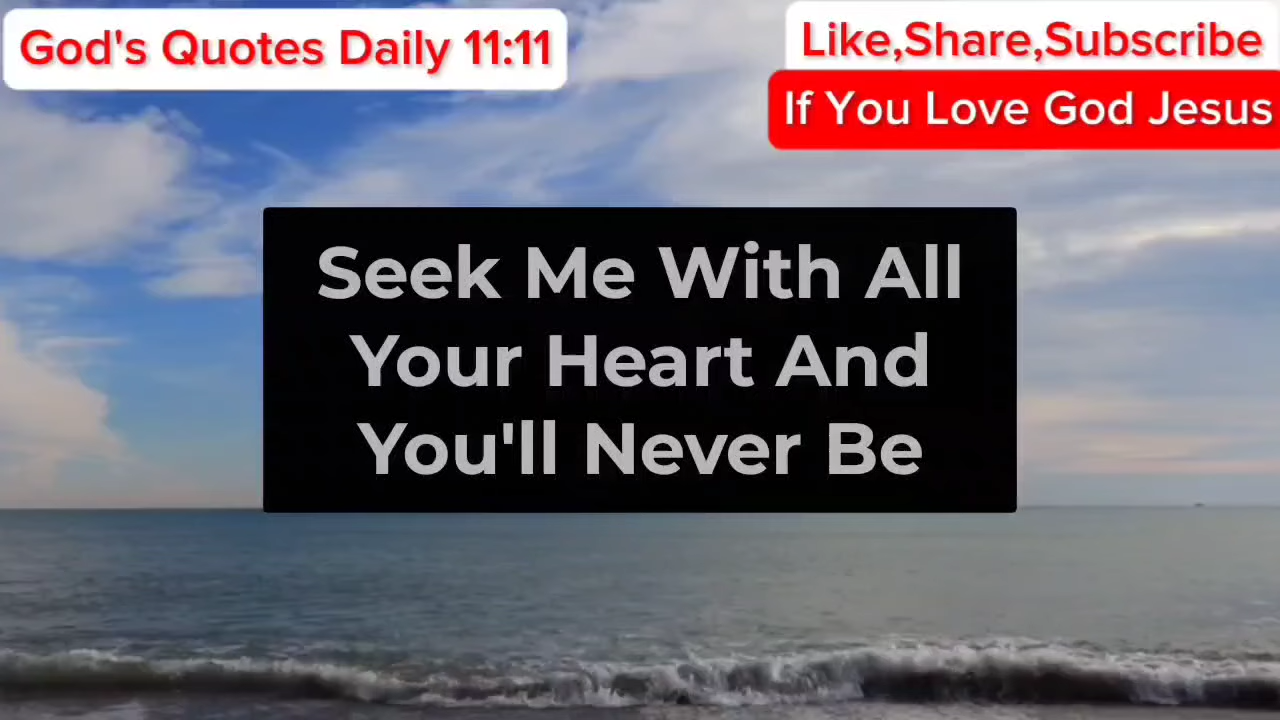 God's Quotes Daily 11:11
Like,Share,Subscribe
If You Love God Jesus
Seek Me With All
Your Heart And
You'll Never Be